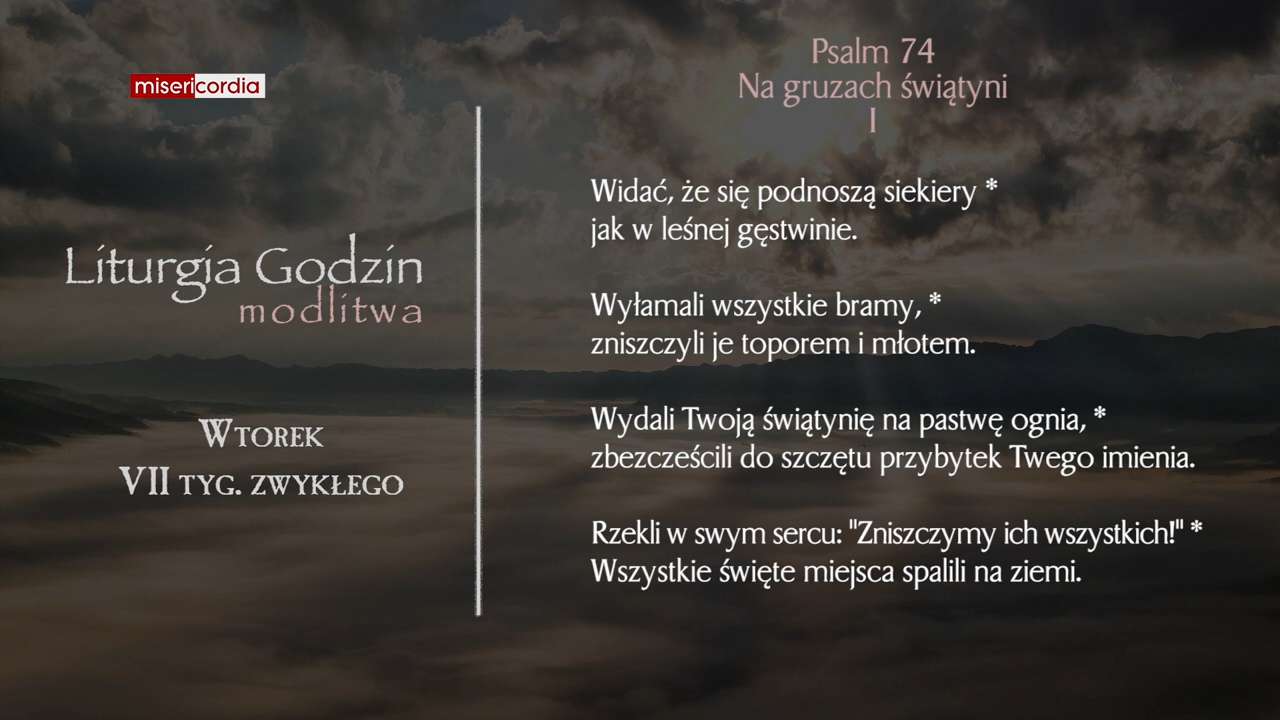 misericordia
Liturgia Godzin
modlitwa
Wtorek
VII tyg. zwykłego
Psalm 74
Na gruzach świątyni
I
Widać, że się podnoszą siekiery *
jak w leśnej gęstwinie.
Wyłamali wszystkie bramy, *
zniszczyli je toporem i młotem.
Wydali Twoją świątynię na pastwę ognia, *
zbezcześcili do szczętu przybytek Twego imienia.
Rzekli w swym sercu: "Zniszczymy ich wszystkich!" *
Wszystkie święte miejsca spalili na ziemi.